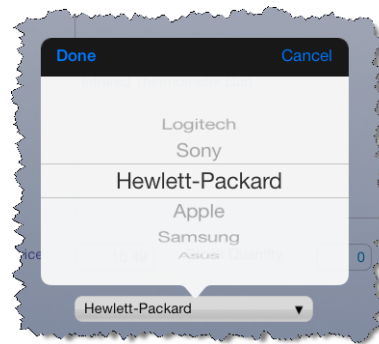 Done Cancel
Logitech
Sony
Hewlett-Packard
Apple
Samsung
Asus
Quantity
0
Hewlett-Packard